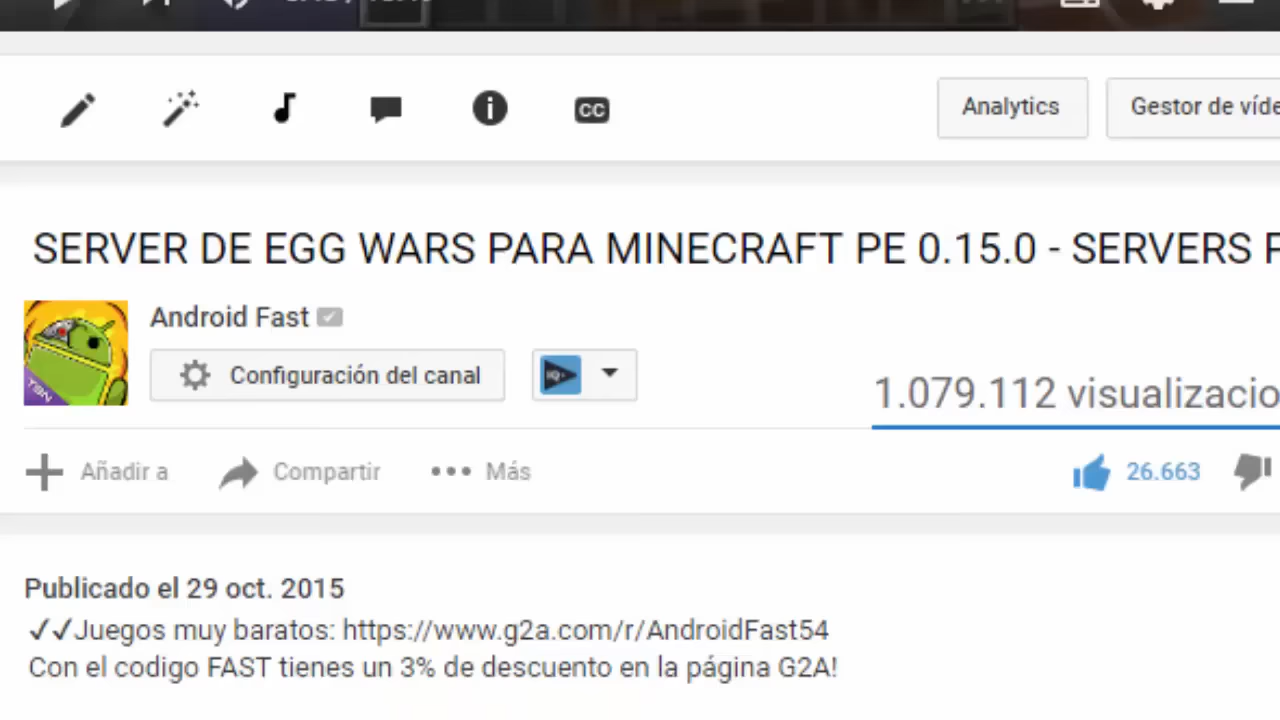 CC
Analytics
Gestor de víde
SERVER DE EGG WARS PARA MINECRAFT PE 0.15.0 - SERVERS P
Android Fast
TSN
Configuración del canal
1.079.112 visualizacio
Añadir a
Compartir
Más
26.663
Publicado el 29 oct. 2015
✓✓Juegos muy baratos: https://www.g2a.com/r/AndroidFast54
Con el codigo FAST tienes un 3% de descuento en la página G2A!